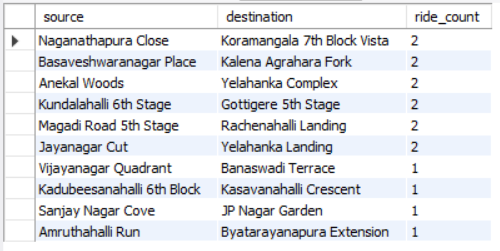 source destination ride_count
Naganathapura Close Koramangala 7th Block Vista 2
Basaveshwaranagar Place Kalena Agrahara Fork 2
Anekal Woods Yelahanka Complex 2
Kundalahalli 6th Stage Gottigere 5th Stage 2
Magadi Road 5th Stage Rachenahalli Landing 2
Jayanagar Cut Yelahanka Landing 2
Vijayanagar Quadrant Banaswadi Terrace 1
Kadubeesanahalli 6th Block Kasavanahalli Crescent 1
Sanjay Nagar Cove JP Nagar Garden 1
Amruthahalli Run Byatarayanapura Extension 1